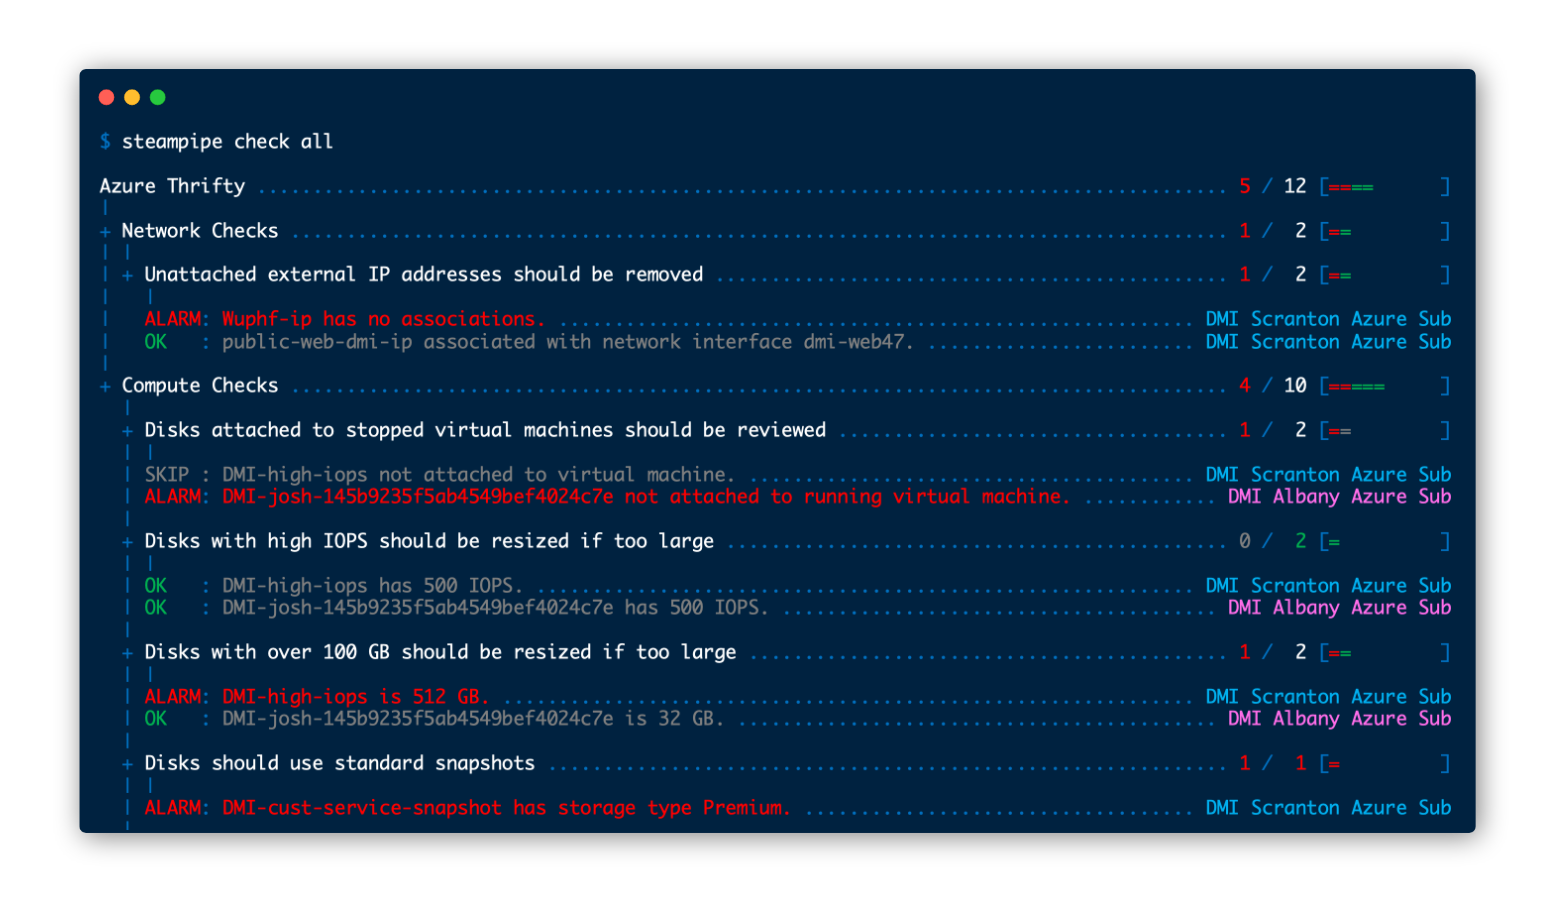 $ steampipe check all
Azure Thrifty ....................................................................................... 5 / 12 [====      ]
|
+ Network Checks .................................................................................... 1 /  2 [==        ]
| |
| + Unattached external IP addresses should be removed .............................................. 1 /  2 [==        ]
|   |
|   ALARM: Wuphf-ip has no associations. ......................................................... DMI Scranton Azure Sub
|   OK   : public-web-dmi-ip associated with network interface dmi-web47. ........................ DMI Scranton Azure Sub
|
+ Compute Checks .................................................................................... 4 / 10 [=====     ]
  |
  + Disks attached to stopped virtual machines should be reviewed ................................... 1 /  2 [==        ]
  | |
  | SKIP : DMI-high-iops not attached to virtual machine. ........................................ DMI Scranton Azure Sub
  | ALARM: DMI-josh-145b9235f5ab4549bef4024c7e not attached to running virtual machine. ............ DMI Albany Azure Sub
  |
  + Disks with high IOPS should be resized if too large ............................................. 0 /  2 [=         ]
  | |
  | OK   : DMI-high-iops has 500 IOPS. ........................................................... DMI Scranton Azure Sub
  | OK   : DMI-josh-145b9235f5ab4549bef4024c7e has 500 IOPS. ....................................... DMI Albany Azure Sub
  |
  + Disks with over 100 GB should be resized if too large ........................................... 1 /  2 [==        ]
  | |
  | ALARM: DMI-high-iops is 512 GB. .............................................................. DMI Scranton Azure Sub
  | OK   : DMI-josh-145b9235f5ab4549bef4024c7e is 32 GB. ........................................... DMI Albany Azure Sub
  |
  + Disks should use standard snapshots ............................................................. 1 /  1 [=         ]
  | |
  | ALARM: DMI-cust-service-snapshot has storage type Premium. ................................... DMI Scranton Azure Sub